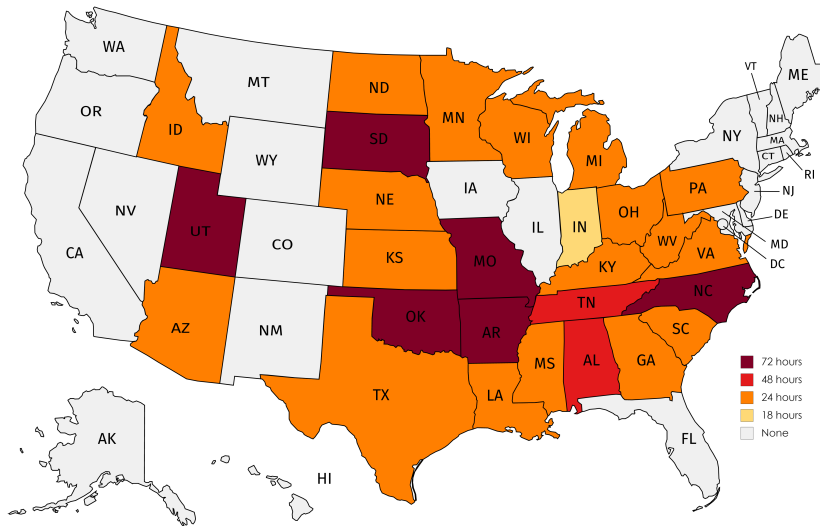 WA
MT
ND
MN
VT
ME
OR
ID
SD
WI
MI
NY
NH
MA
CT
RI
WY
NE
IA
PA
NJ
NV
UT
CO
KS
MO
IL
IN
OH
WV
VA
DE
MD
DC
CA
KY
AZ
NM
OK
AR
TN
NC
SC
TX
LA
MS
AL
GA
FL
AK
HI
72 hours
48 hours
24 hours
18 hours
None